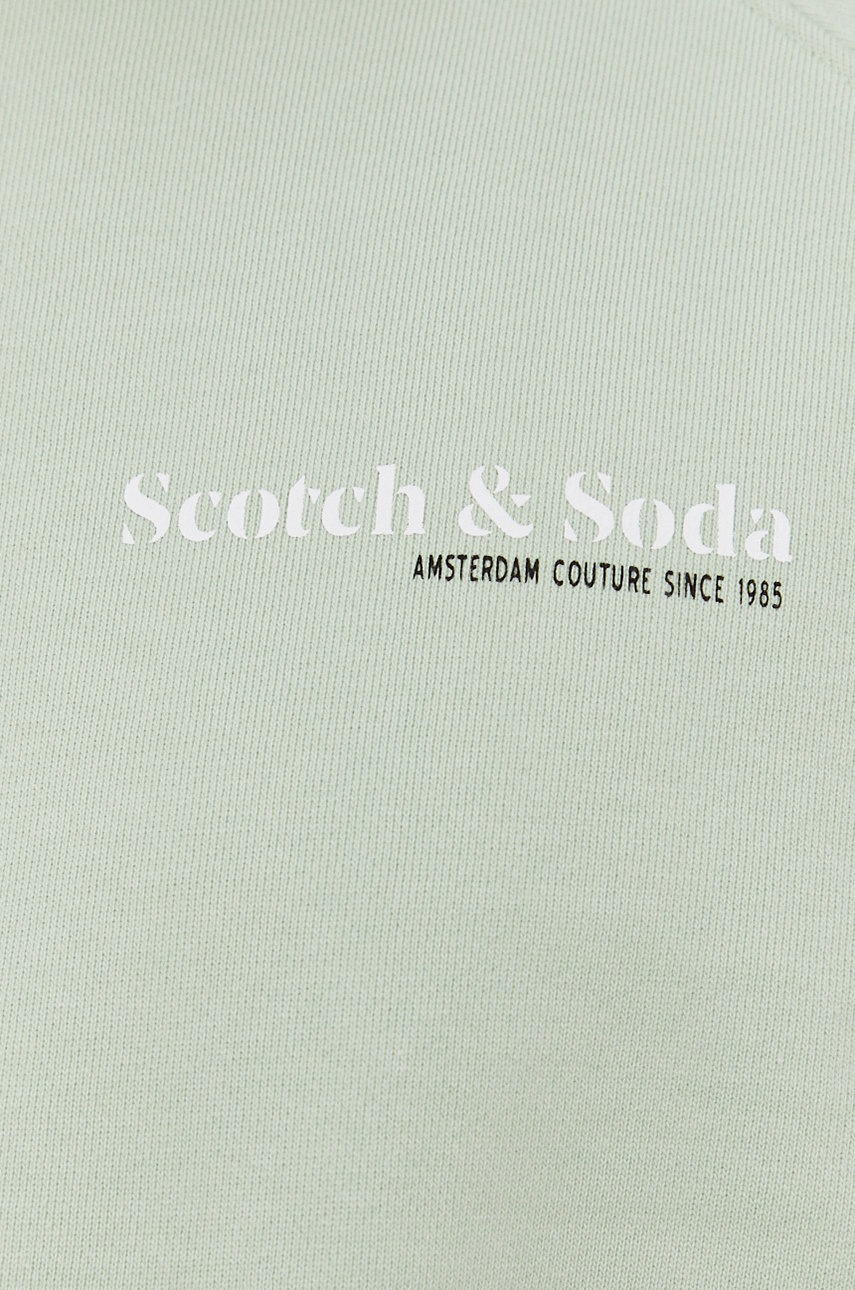 Scotch & Soda
AMSTERDAM COUTURE SINCE 1985